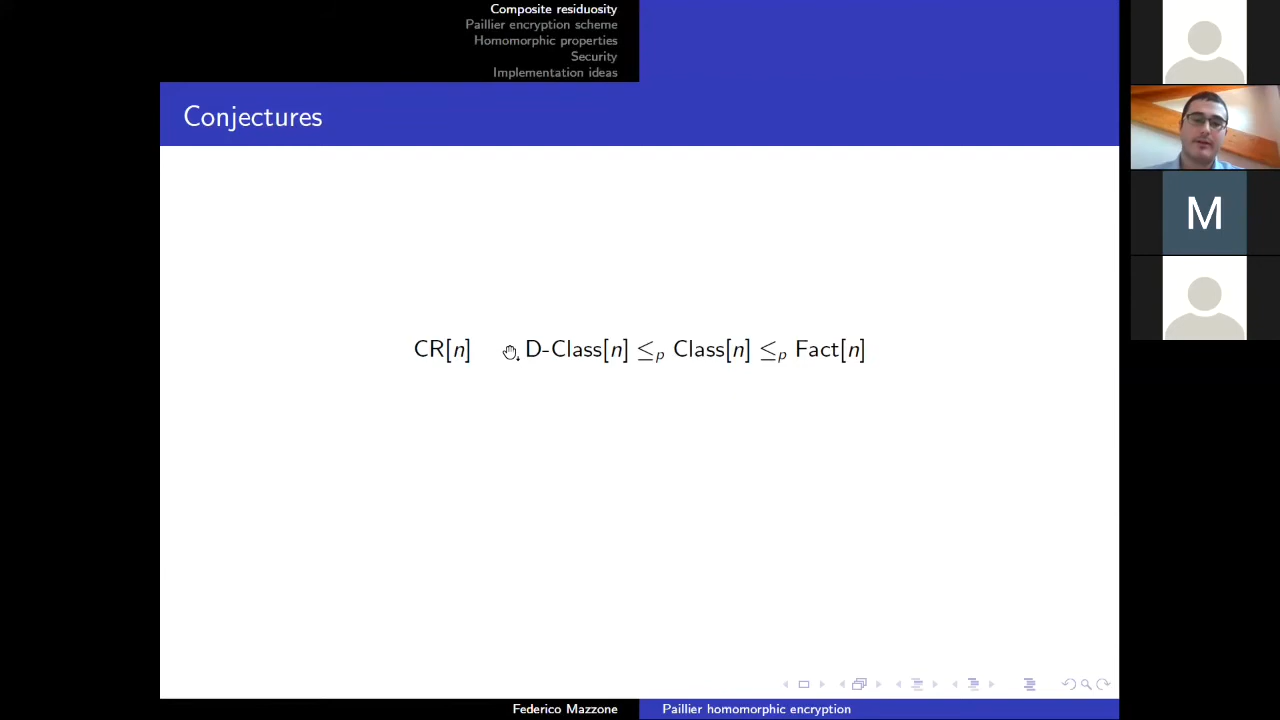 Composite residuosity
Paillier encryption scheme
Homomorphic properties
Security
Implementation ideas
Conjectures
CR[n] D-Class[n] ≤p Class[n] ≤p Fact[n]
M
Federico Mazzone Paillier homomorphic encryption